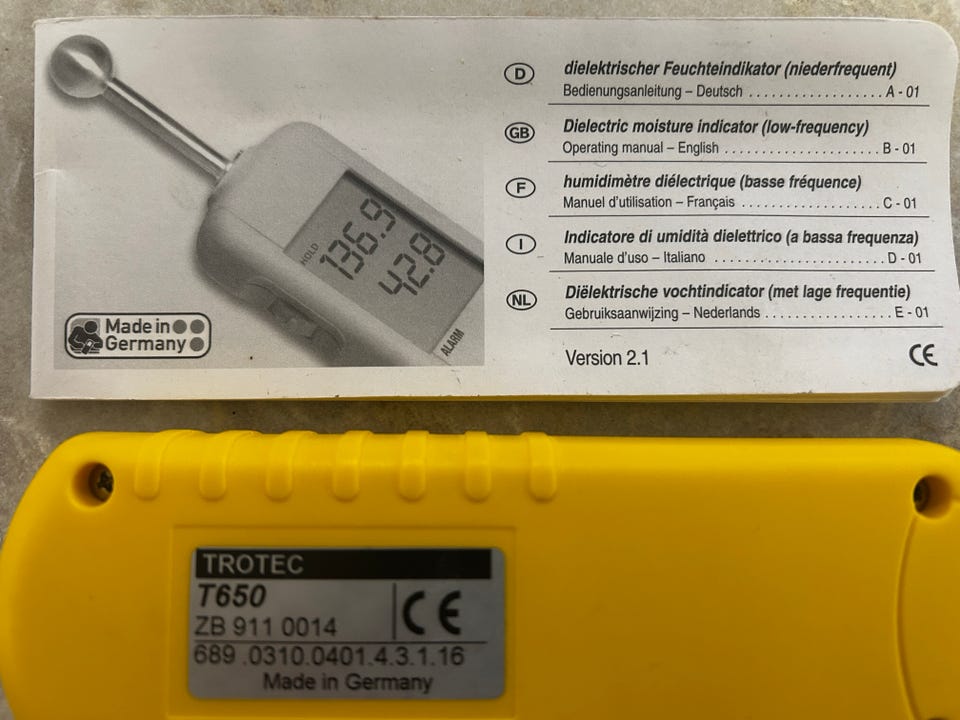 D dielektrischer Feuchteindikator (niederfrequent)
Bedienungsanleitung – Deutsch . . . . . . . . . . . . . . . . . . . A - 01
GB Dielectric moisture indicator (low-frequency)
Operating manual – English . . . . . . . . . . . . . . . . . . . . . . B - 01
F humidimètre diélectrique (basse fréquence)
Manuel d'utilisation – Français . . . . . . . . . . . . . . . . . . . . C - 01
I Indicatore di umidità dielettrico (a bassa frequenza)
Manuale d'uso – Italiano . . . . . . . . . . . . . . . . . . . . . . . . D - 01
NL Diëlektrische vochtindicator (met lage frequentie)
Gebruiksaanwijzing – Nederlands . . . . . . . . . . . . . . . . . E - 01
Version 2.1 CE
HOLD
136.9
42.8
ALARM
Made in
Germany
TROTEC
T650
ZB 911 0014
CE
689 .0310.0401.4.3.1.16
Made in Germany